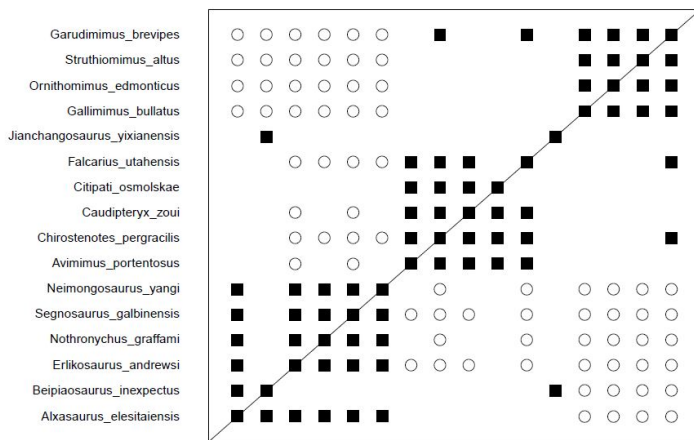 Garudimimus_brevipes
Struthiomimus_altus
Ornithomimus_edmonticus
Gallimimus_bullatus
Jianchangosaurus_yixianensis
Falcarius_utahensis
Citipati_osmolskae
Caudipteryx_zoui
Chirostenotes_pergracilis
Avimimus_portentosus
Neimongosaurus_yangi
Segnosaurus_galbinensis
Nothronychus_graffami
Erlikosaurus_andrewsi
Beipiaosaurus_inexpectus
Alxasaurus_elesitaiensis